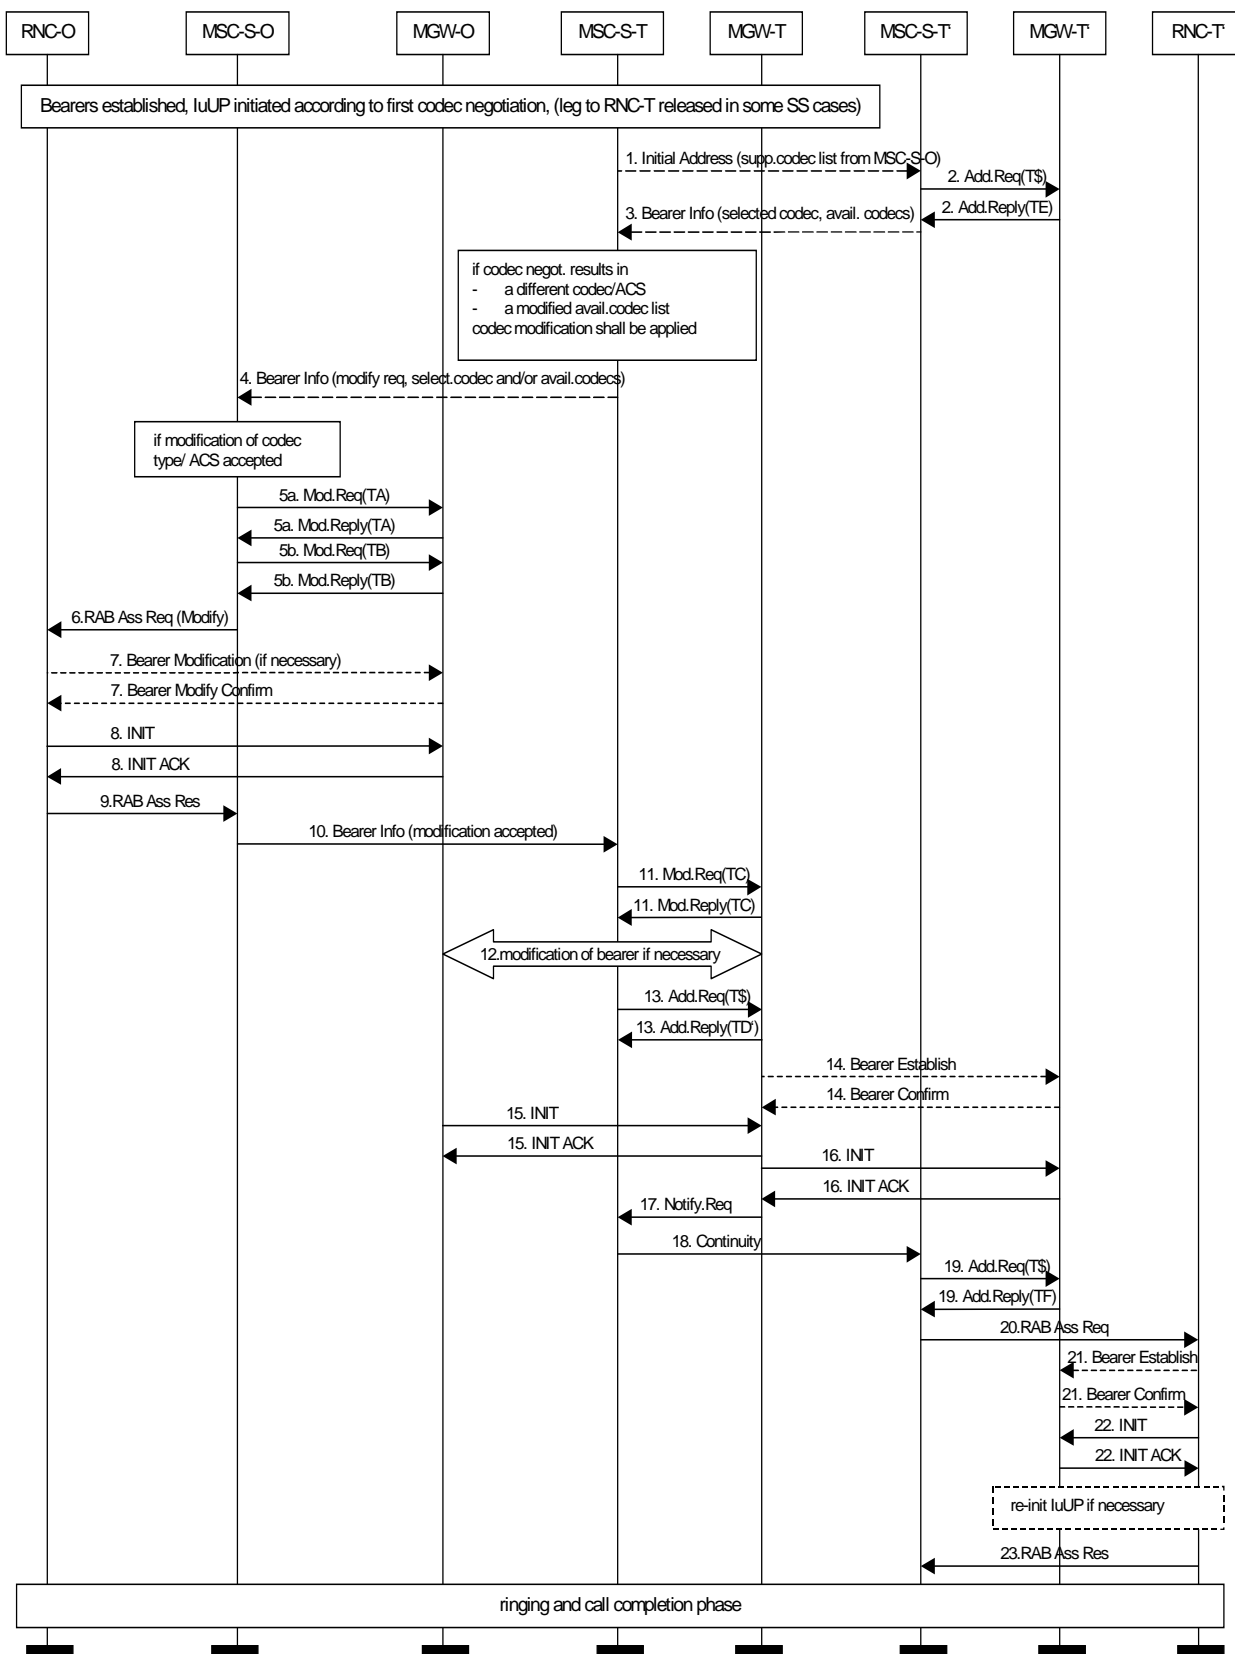 RNC-O MSC-S-O MGW-O MSC-S-T MGW-T MSC-S-T' MGW-T' RNC-T'
Bearers established, IuUP initiated according to first codec negotiation, (leg to RNC-T released in some SS cases)
1. Initial Address (supp.codec list from MSC-S-O)
2. Add.Req(T$)
2. Add.Reply(TE)
3. Bearer Info (selected codec, avail. codecs)
if codec negot. results in
- a different codec/ACS
- a modified avail.codec list
codec modification shall be applied
4. Bearer Info (modify req, select.codec and/or avail.codecs)
if modification of codec
type/ ACS accepted
5a. Mod.Req(TA)
5a. Mod.Reply(TA)
5b. Mod.Req(TB)
5b. Mod.Reply(TB)
6.RAB Ass Req (Modify)
7. Bearer Modification (if necessary)
7. Bearer Modify Confirm
8. INIT
8. INIT ACK
9.RAB Ass Res
10. Bearer Info (modification accepted)
11. Mod.Req(TC)
11. Mod.Reply(TC)
12.modification of bearer if necessary
13. Add.Req(T$)
13. Add.Reply(TD')
14. Bearer Establish
14. Bearer Confirm
15. INIT
15. INIT ACK
16. INIT
16. INIT ACK
17. Notify.Req
18. Continuity
19. Add.Req(T$)
19. Add.Reply(TF)
20.RAB Ass Req
21. Bearer Establish
21. Bearer Confirm
22. INIT
22. INIT ACK
re-init IuUP if necessary
23.RAB Ass Res
ringing and call completion phase